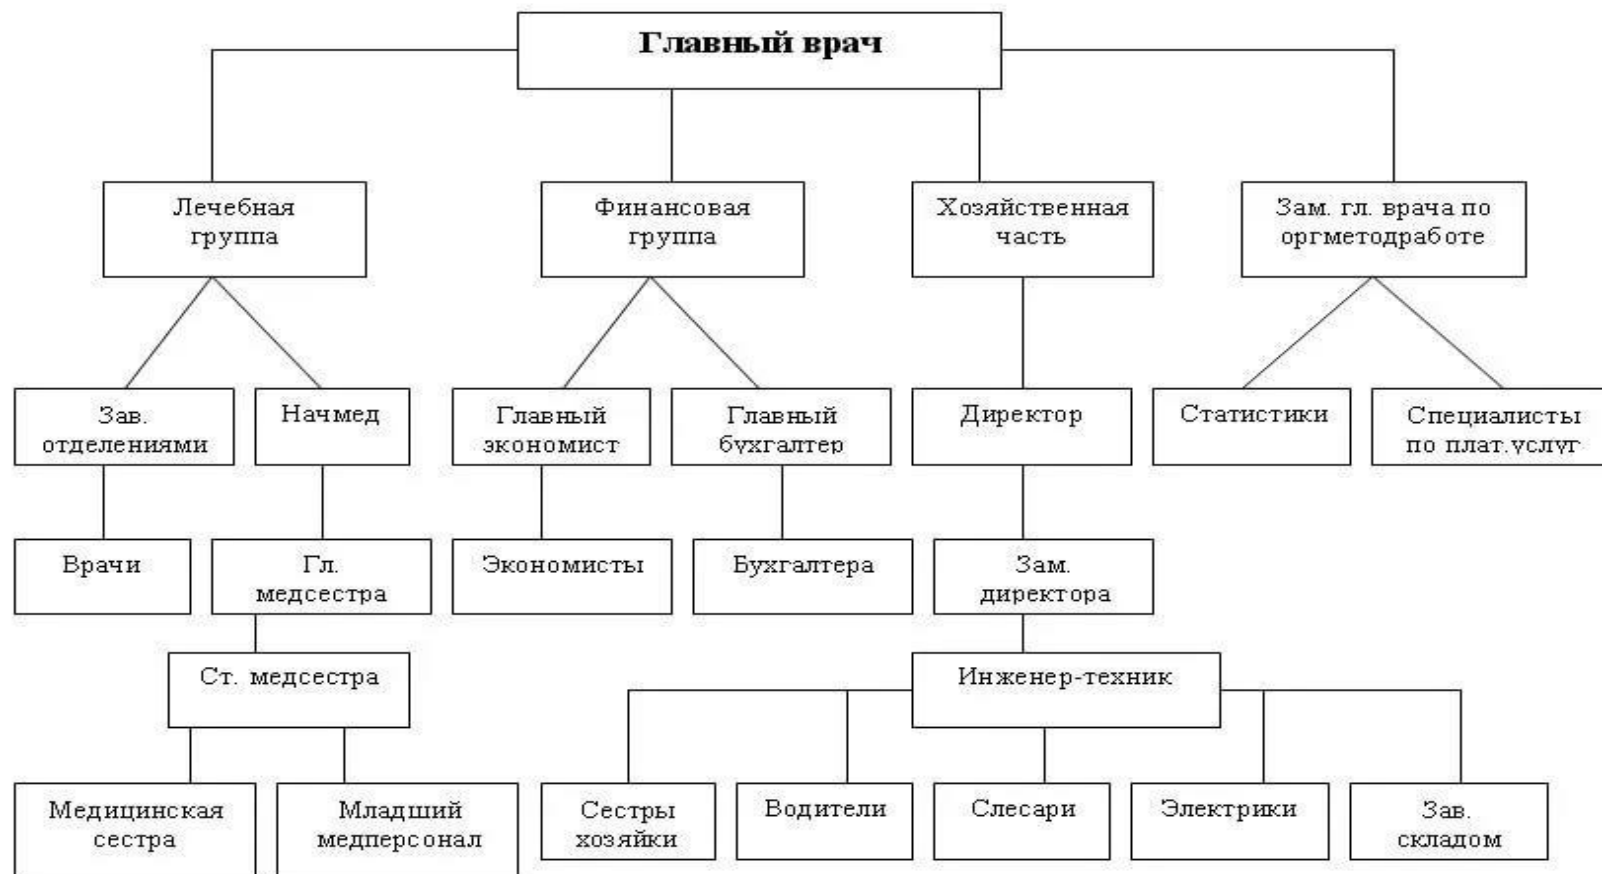 Главный врач
Лечебная
группа
Финансовая
группа
Хозяйственная
часть
Зам. гл. врача по
оргметодработе
Зав.
отделениями
Начмед
Главный
экономист
Главный
бухгалтер
Директор
Статистики
Специалисты
по плат.услуг
Врачи
Гл.
медсестра
Экономисты
Бухгалтера
Зам.
директора
Ст. медсестра
Инженер-техник
Медицинская
сестра
Младший
медперсонал
Сестры
хозяйки
Водители
Слесари
Электрики
Зав.
складом